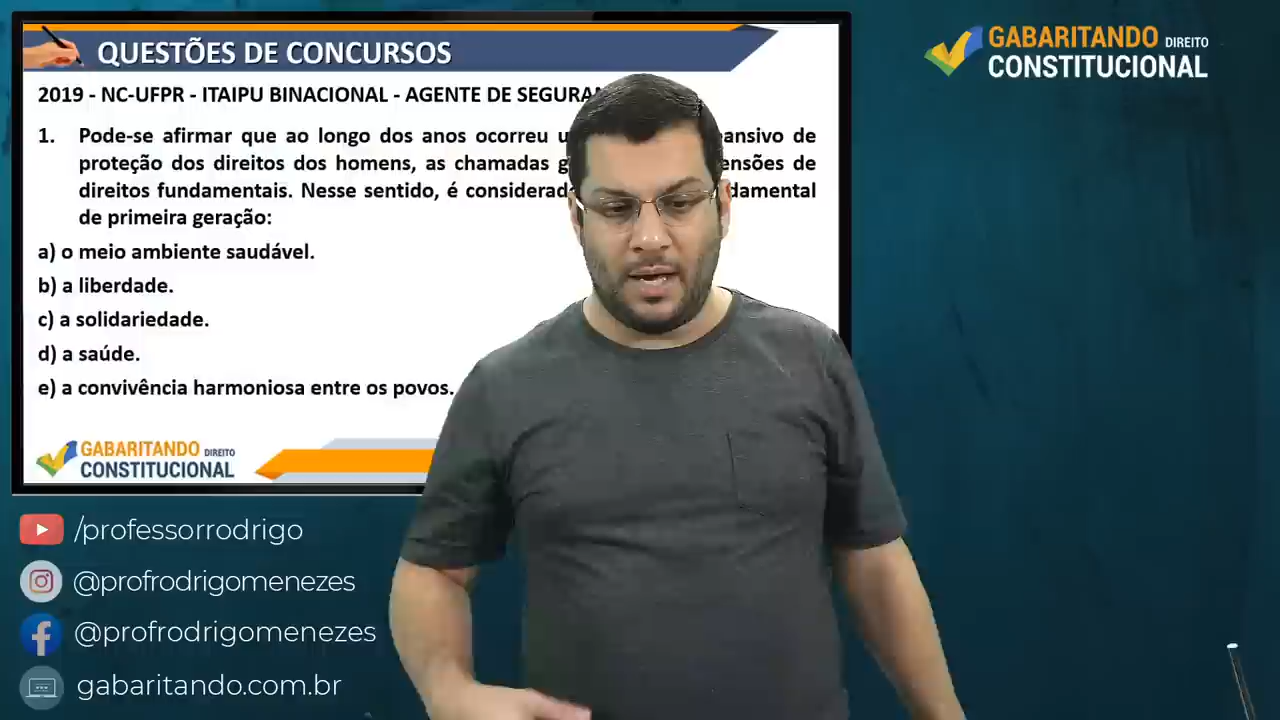 QUESTÕES DE CONCURSOS
GABARITANDO DIREITO
CONSTITUCIONAL
2019 - NC-UFPR - ITAIPU BINACIONAL - AGENTE DE
1. Pode-se afirmar que ao longo dos anos ocorreu de
proteção dos direitos dos homens, as chamadas de
direitos fundamentais. Nesse sentido, é
de primeira geração:
a) o meio ambiente saudável.
b) a liberdade.
c) a solidariedade.
d) a saúde.
e) a convivência harmoniosa entre os povos.
GABARITANDO DIREITO
CONSTITUCIONAL
/professorrodrigo
@profrodrigomenezes
@profrodrigomenezes
gabaritando.com.br